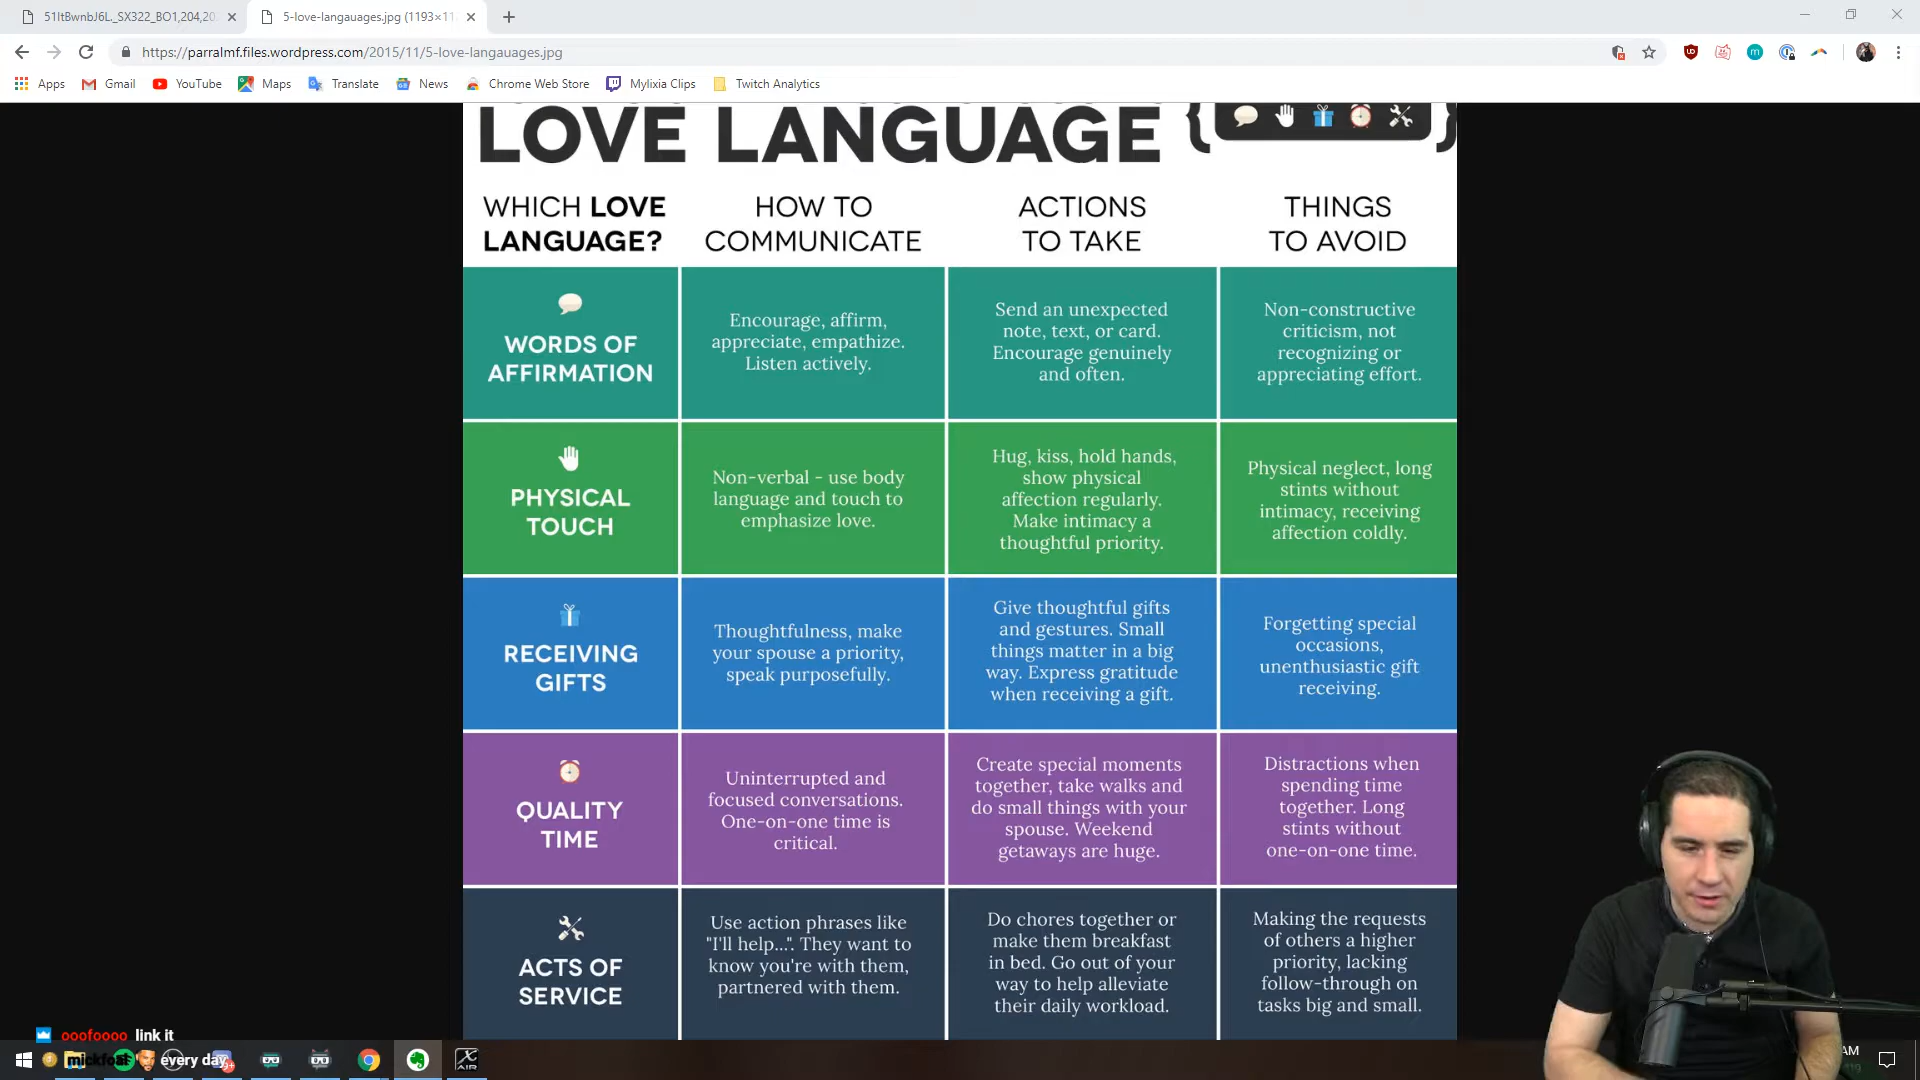 51ItBwnbJ6L._SX322_BO1,204,20
5-love-langauages.jpg (1193×11
https://parralmf.files.wordpress.com/2015/11/5-love-langauages.jpg
Apps
Gmail
YouTube
Maps
Translate
News
Chrome Web Store
Mylixia Clips
Twitch Analytics
LOVE LANGUAGE
WHICH LOVE
LANGUAGE?
HOW TO
COMMUNICATE
ACTIONS
TO TAKE
THINGS
TO AVOID
WORDS OF
AFFIRMATION
Encourage, affirm,
appreciate, empathize.
Listen actively.
Send an unexpected
note, text, or card.
Encourage genuinely
and often.
Non-constructive
criticism, not
recognizing or
appreciating effort.
PHYSICAL
TOUCH
Non-verbal - use body
language and touch to
emphasize love.
Hug, kiss, hold hands,
show physical
affection regularly.
Make intimacy a
thoughtful priority.
Physical neglect, long
stints without
intimacy, receiving
affection coldly.
RECEIVING
GIFTS
Thoughtfulness, make
your spouse a priority,
speak purposefully.
Give thoughtful gifts
and gestures. Small
things matter in a big
way. Express gratitude
when receiving a gift.
Forgetting special
occasions,
unenthusiastic gift
receiving.
QUALITY
TIME
Uninterrupted and
focused conversations.
One-on-one time is
critical.
Create special moments
together, take walks and
do small things with your
spouse. Weekend
getaways are huge.
Distractions when
spending time
together. Long
stints without
one-on-one time.
ACTS OF
SERVICE
Use action phrases like
"I'll help...". They want to
know you're with them,
partnered with them.
Do chores together or
make them breakfast
in bed. Go out of your
way to help alleviate
their daily workload.
Making the requests
of others a higher
priority, lacking
follow-through on
tasks big and small.
ooofoooo link it
every day
AM